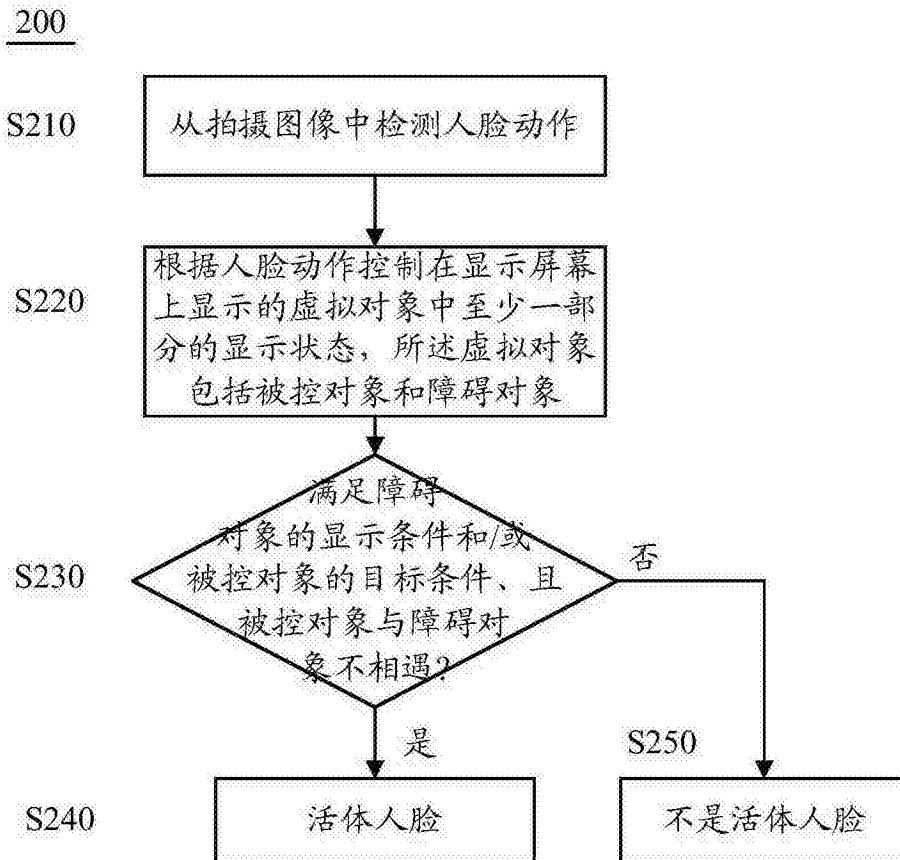 200
S210
从拍摄图像中检测人脸动作
S220
根据人脸动作控制在显示屏幕
上显示的虚拟对象中至少一部
分的显示状态，所述虚拟对象
包括被控对象和障碍对象
S230
满足障碍
对象的显示条件和/或
被控对象的目标条件、且
被控对象与障碍对
象不相遇?
否
是
S250
S240
活体人脸
不是活体人脸